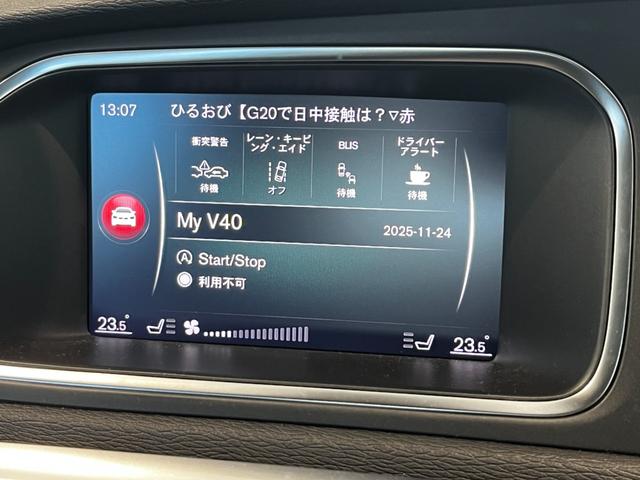 13:07 ひるおび【G20で日中接触は？▽赤
衝突警告 レーン・キーピ BLIS ドライバー
ング・エイド アラート
待機 オフ 待機 待機
My V40 2025-11-24
Start/Stop
利用不可
23.5° 23.5°